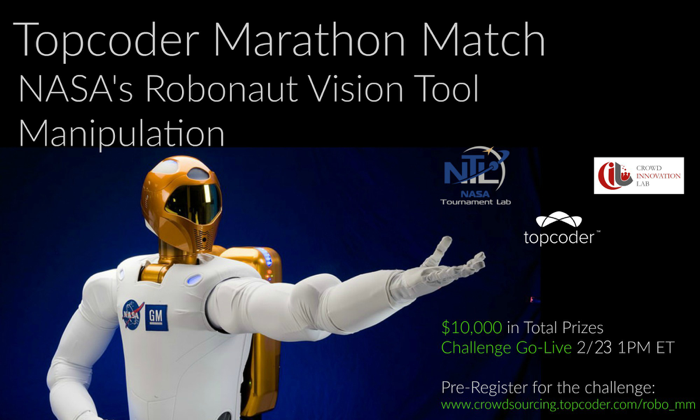 Topcoder Marathon Match
NASA's Robonaut Vision Tool
Manipulation
NTL
NASA
Tournament Lab
CIL
CROWD
INNOVATION
LAB
topcoder™
NASA
GM
$10,000 in Total Prizes
Challenge Go-Live 2/23 1PM ET
Pre-Register for the challenge:
www.crowdsourcing.topcoder.com/robo_mm